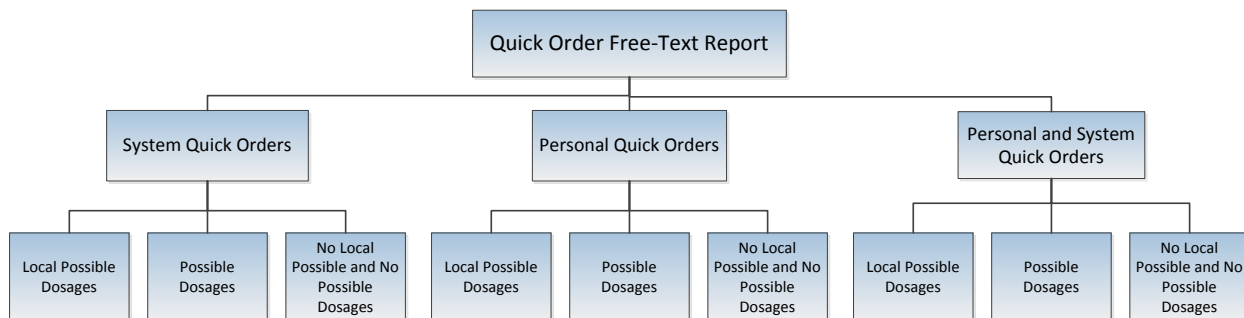 Quick Order Free-Text Report
System Quick Orders
Personal Quick Orders
Personal and System
Quick Orders
Local Possible
Dosages
Possible
Dosages
No Local
Possible and No
Possible
Dosages
Local Possible
Dosages
Possible
Dosages
No Local
Possible and No
Possible
Dosages
Local Possible
Dosages
Possible
Dosages
No Local
Possible and No
Possible
Dosages